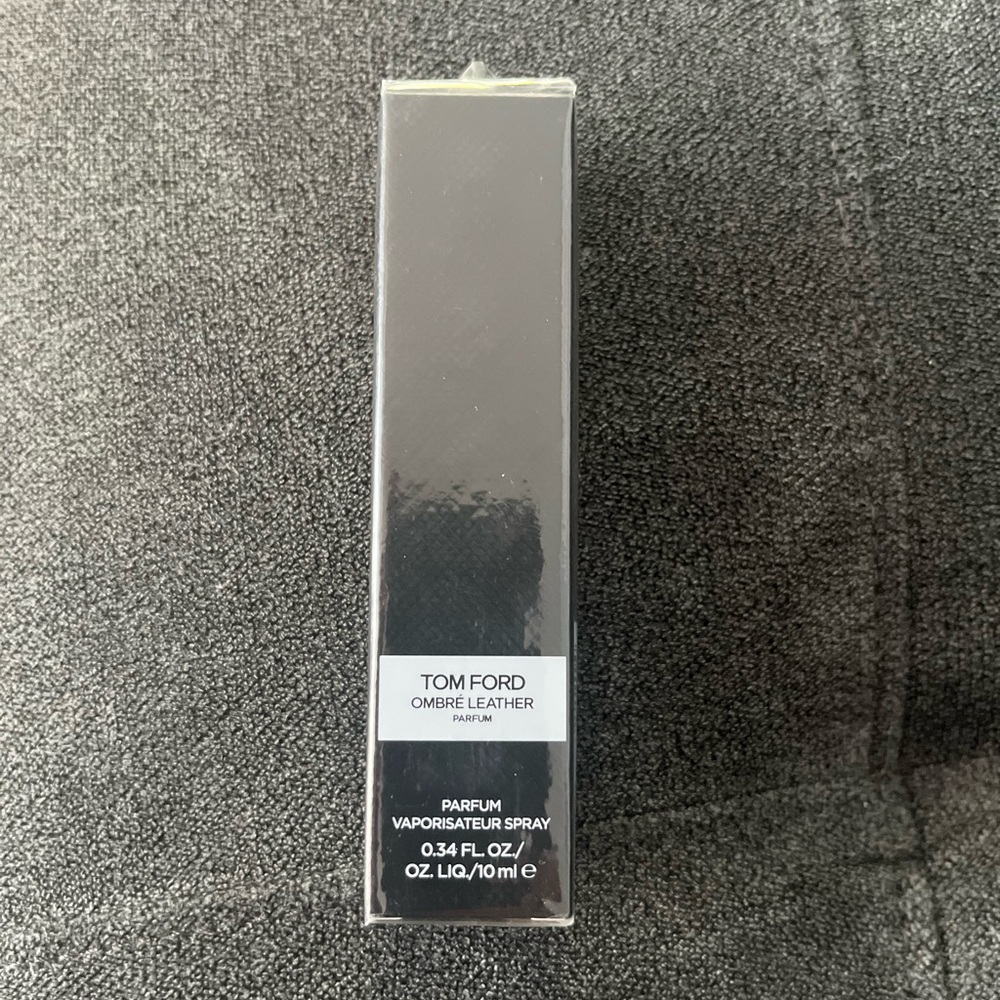 TOM FORD
OMBRÉ LEATHER
PARFUM
PARFUM
VAPORISATEUR SPRAY
0.34 FL. OZ./
OZ. LIQ./10 ml ℮